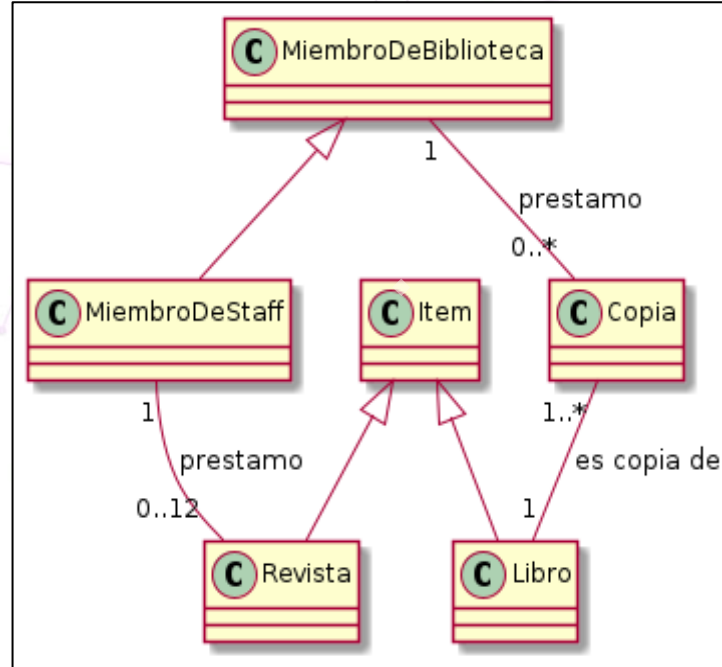 C MiembroDeBiblioteca
1
prestamo
0..*
C MiembroDeStaff
C Item
C Copia
1
1..*
prestamo
es copia de
0..12
1
C Revista
C Libro